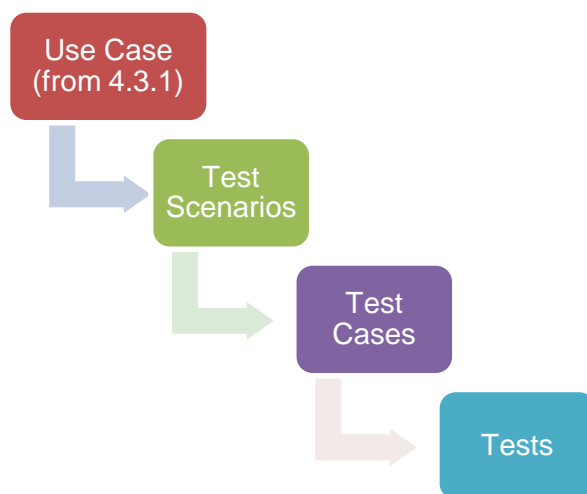 Use Case
(from 4.3.1)
Test
Scenarios
Test
Cases
Tests